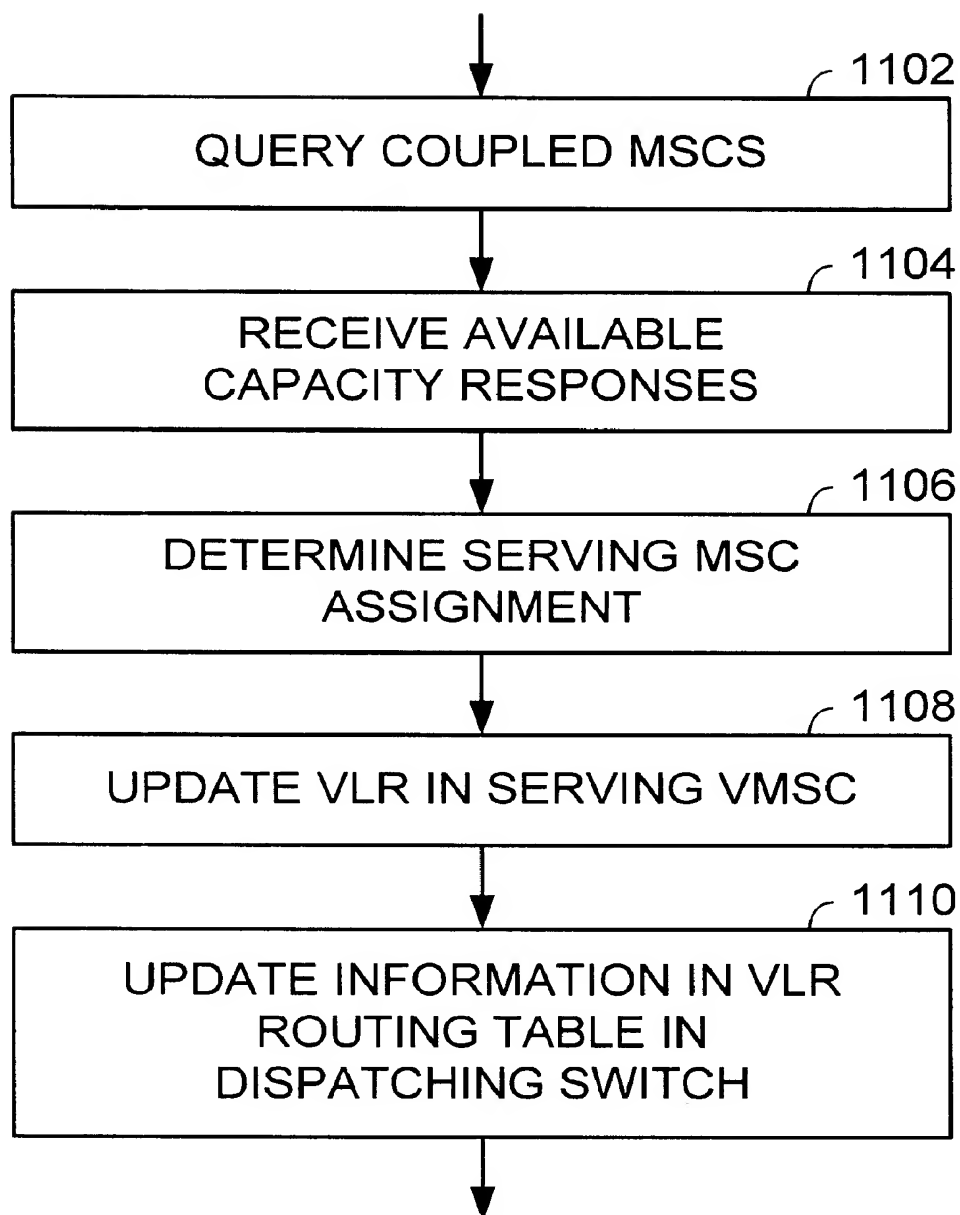 1102
QUERY COUPLED MSCS
1104
RECEIVE AVAILABLE
CAPACITY RESPONSES
1106
DETERMINE SERVING MSC
ASSIGNMENT
1108
UPDATE VLR IN SERVING VMSC
1110
UPDATE INFORMATION IN VLR
ROUTING TABLE IN
DISPATCHING SWITCH